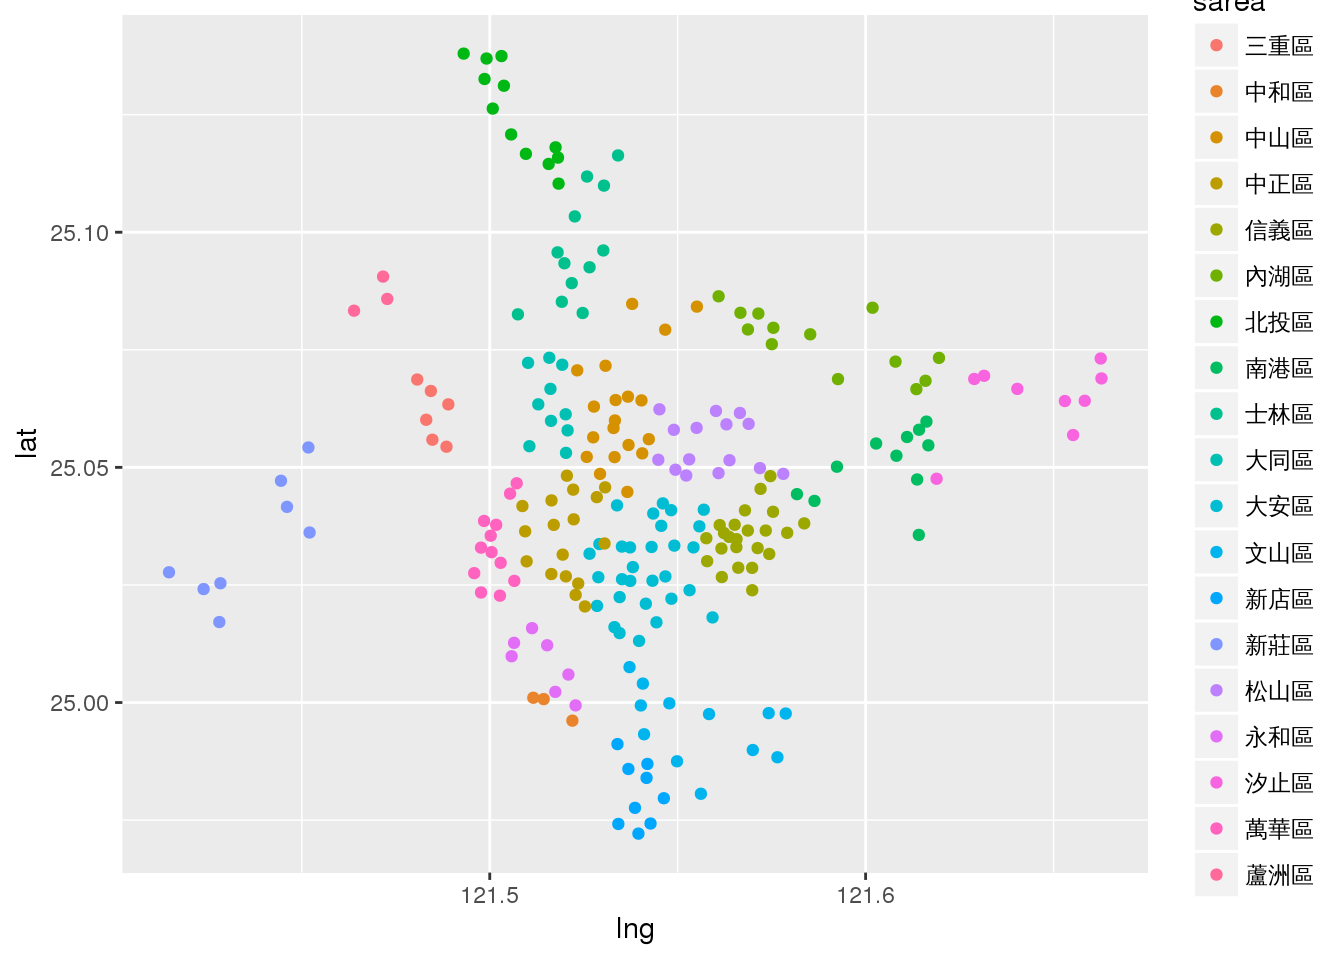 sarea
三重區
中和區
中山區
中正區
信義區
內湖區
北投區
南港區
士林區
大同區
大安區
文山區
新店區
新莊區
松山區
永和區
汐止區
萬華區
蘆洲區
25.10
25.05
25.00
lat
121.5
121.6
lng